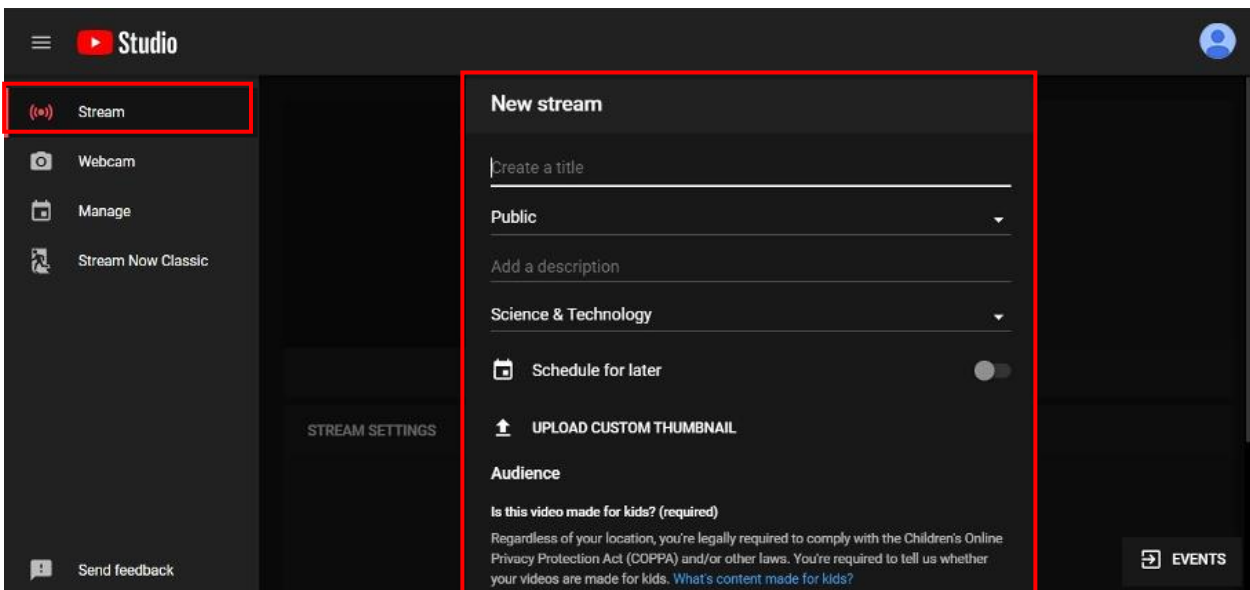 Studio
Stream
Webcam
Manage
Stream Now Classic
Send feedback
STREAM SETTINGS
New stream
Create a title
Public
Add a description
Science & Technology
Schedule for later
UPLOAD CUSTOM THUMBNAIL
Audience
Is this video made for kids? (required)
Regardless of your location, you're legally required to comply with the Children's Online
Privacy Protection Act (COPPA) and/or other laws. You're required to tell us whether
your videos are made for kids. What's content made for kids?
EVENTS